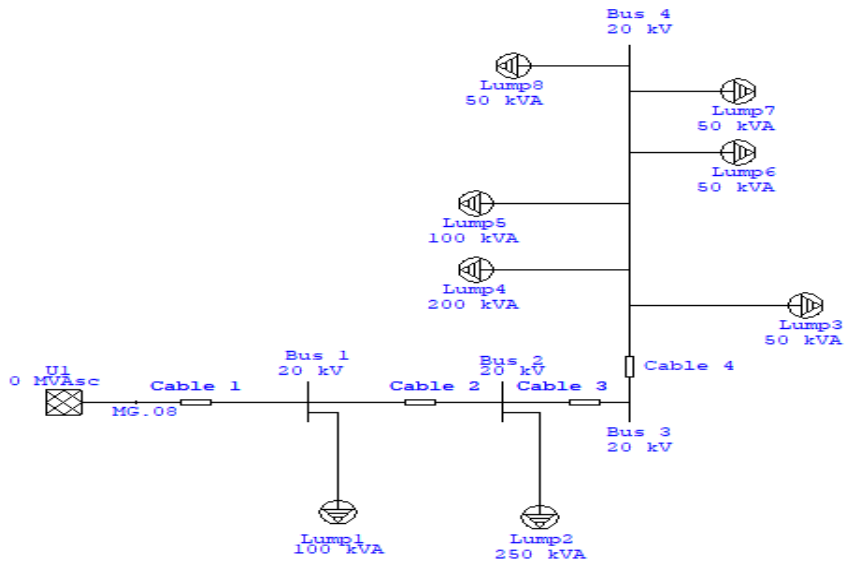 Bus 4
20 kV
Lump8
50 kVA
Lump7
50 kVA
Lump6
50 kVA
Lump5
100 kVA
Lump4
200 kVA
Lump3
50 kVA
Cable 4
U1
0 MVAsc
MG.08
Cable 1
Bus 1
20 kV
Cable 2
Bus 2
20 kV
Cable 3
Bus 3
20 kV
Lump1
100 kVA
Lump2
250 kVA